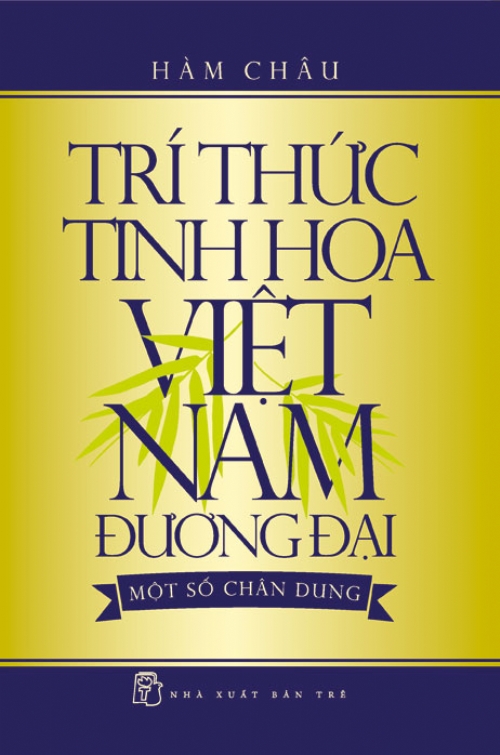 HÀM CHÂU
TRÍ THỨC
TINH HOA
VIỆT
NAM
ĐƯƠNG ĐẠI
MỘT SỐ CHÂN DUNG
NHÀ XUẤT BẢN TRẺ